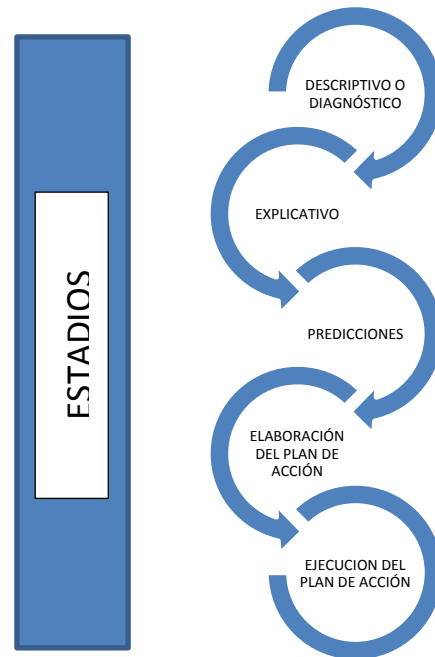 ESTADIOS
DESCRIPTIVO O
DIAGNÓSTICO
EXPLICATIVO
PREDICCIONES
ELABORACIÓN
DEL PLAN DE
ACCIÓN
EJECUCION DEL
PLAN DE ACCIÓN